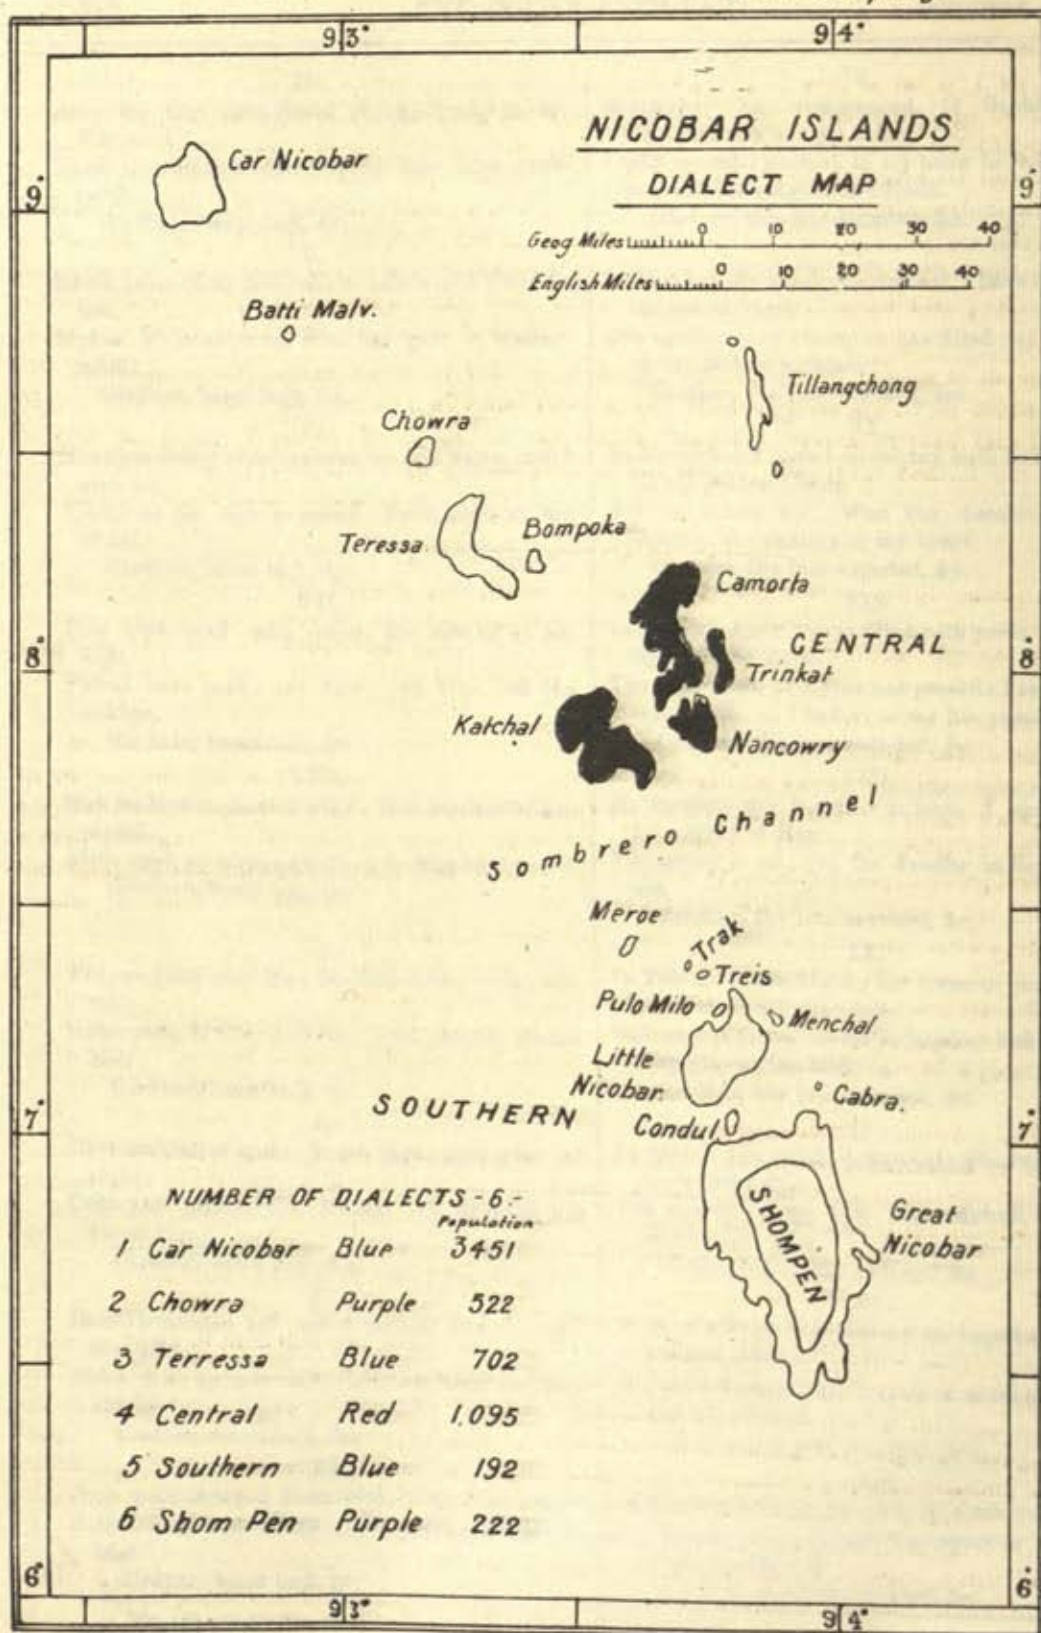 93°
94°
NICOBAR ISLANDS
DIALECT MAP
9°
9°
Geog Miles 0 10 20 30 40
English Miles 0 10 20 30 40
Car Nicobar
Batti Malv.
Tillangchong
Chowra
Teressa
Bompoka
Camorta
CENTRAL
8°
8°
Trinkat
Katchal
Nancowry
Sombrero Channel
Meroe
Trak
Treis
Pulo Milo
Menchal
Little
Nicobar
Cabra.
SOUTHERN
Condul
7°
7°
SHOMPEN
Great
Nicobar
NUMBER OF DIALECTS - 6.-
Population
1 Car Nicobar Blue 3451
2 Chowra Purple 522
3 Terressa Blue 702
4 Central Red 1.095
5 Southern Blue 192
6 Shom Pen Purple 222
6°
6°
93°
94°